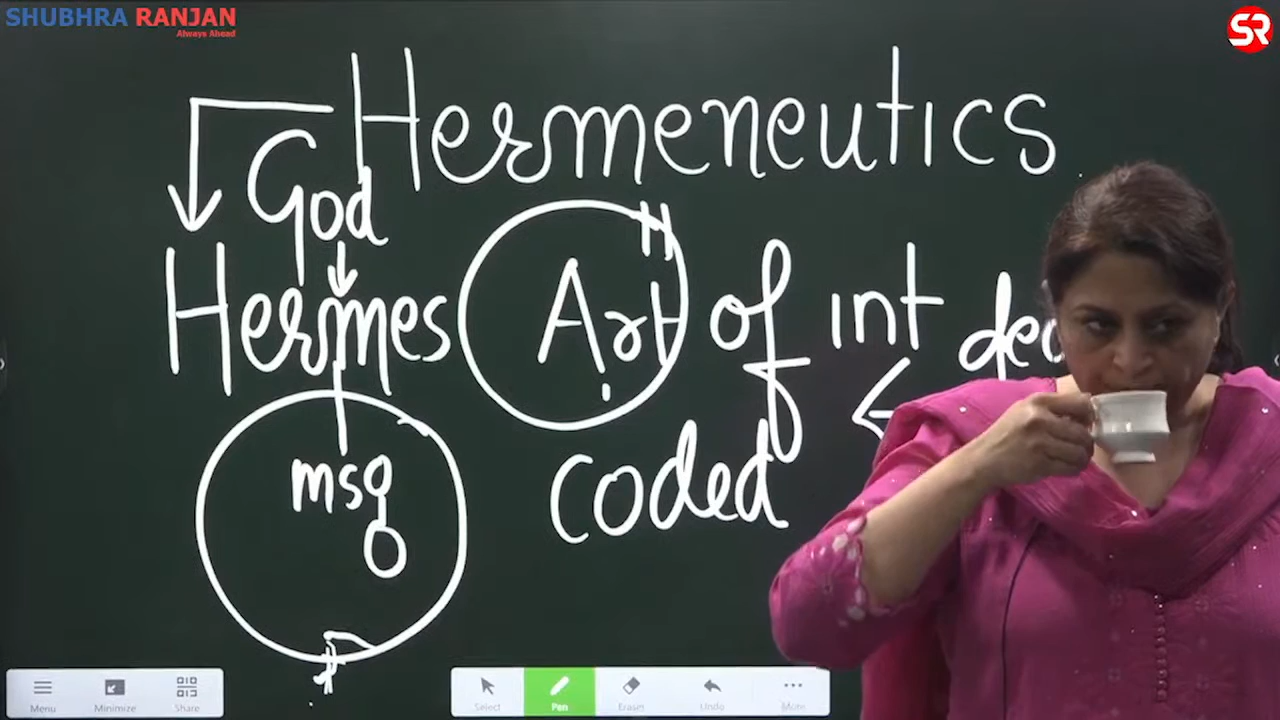 SHUBHRA RANJAN
Always Ahead
SR
Hermeneutics
God
Hermes
"Art of int
coded
msg
Menu
Minimize
Share
Select
Pen
Eraser
Undo
More